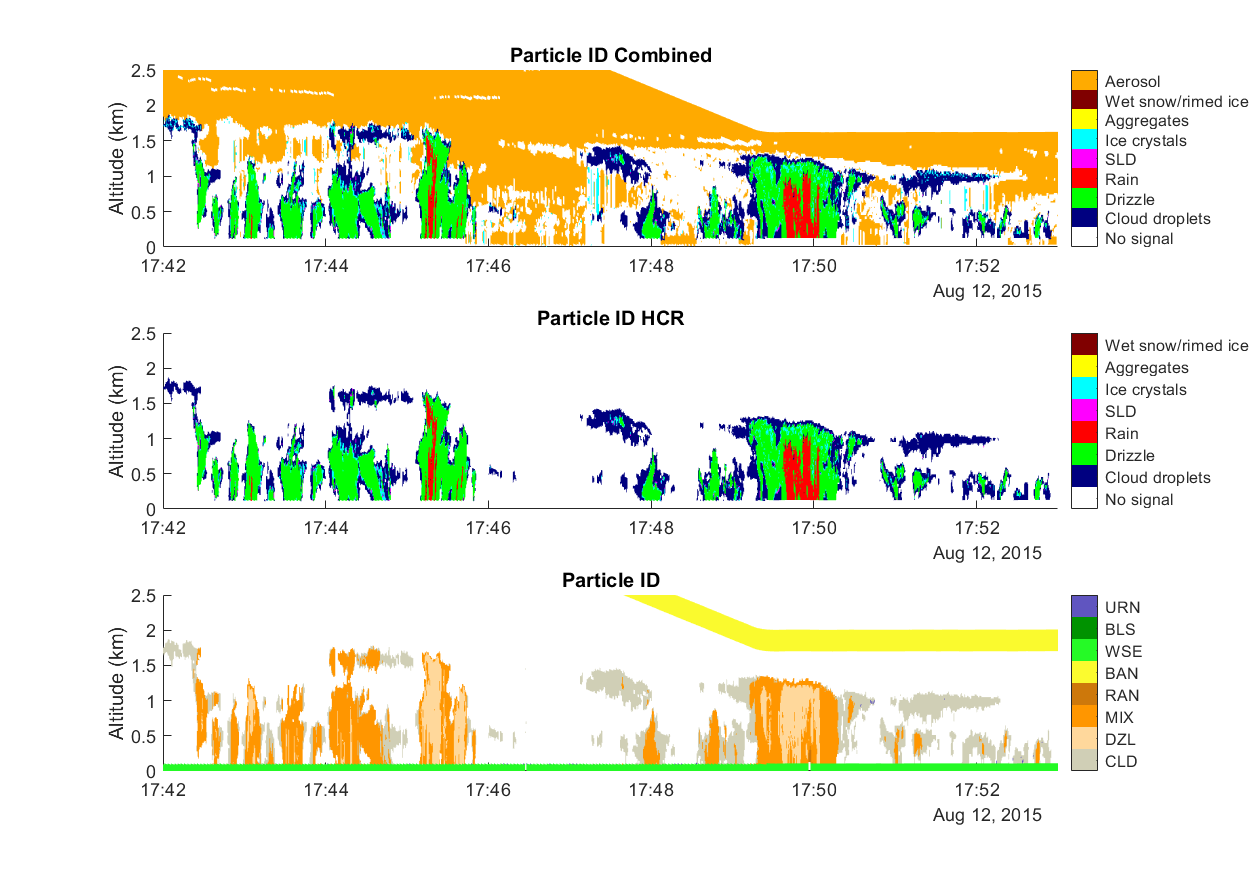 Particle ID Combined
Altitude (km)
2.5
2
1.5
1
0.5
0
17:42 17:44 17:46 17:48 17:50 17:52
Aug 12, 2015
Aerosol
Wet snow/rimed ice
Aggregates
Ice crystals
SLD
Rain
Drizzle
Cloud droplets
No signal
Particle ID HCR
Altitude (km)
2.5
2
1.5
1
0.5
0
17:42 17:44 17:46 17:48 17:50 17:52
Aug 12, 2015
Wet snow/rimed ice
Aggregates
Ice crystals
SLD
Rain
Drizzle
Cloud droplets
No signal
Particle ID
Altitude (km)
2.5
2
1.5
1
0.5
0
17:42 17:44 17:46 17:48 17:50 17:52
Aug 12, 2015
URN
BLS
WSE
BAN
RAN
MIX
DZL
CLD